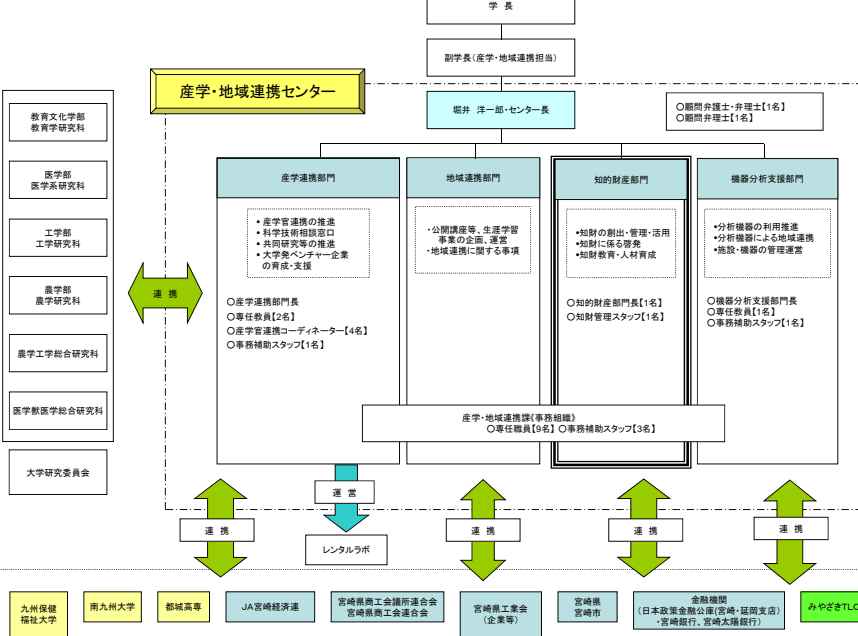 学 長
副学長(産学・地域連携担当)
産学・地域連携センター
堀井 洋一郎・センター長
○顧問弁護士・弁理士【1名】
○顧問弁理士【1名】
教育文化学部
教育学研究科
医学部
医学系研究科
工学部
工学研究科
農学部
農学研究科
農学工学総合研究科
医学獣医学総合研究科
大学研究委員会
連 携
産学連携部門
• 産学官連携の推進
• 科学技術相談窓口
• 共同研究等の推進
• 大学発ベンチャー企業
の育成・支援
○産学連携部門長
○専任教員【2名】
○産学官連携コーディネーター【4名】
○事務補助スタッフ【1名】
地域連携部門
・公開講座等、生涯学習
事業の企画、運営
・地域連携に関する事項
知的財産部門
•知財の創出・管理・活用
•知財に係る啓発
•知財教育・人材育成
○知的財産部門長【1名】
○知財管理スタッフ【1名】
機器分析支援部門
•分析機器の利用推進
•分析機器による地域連携
•施設・機器の管理運営
○機器分析支援部門長
○専任教員【1名】
○事務補助スタッフ【1名】
産学・地域連携課《事務組織》
○専任職員【9名】 ○事務補助スタッフ【3名】
連 携
運 営
レンタルラボ
連 携
連 携
連 携
九州保健
福祉大学
南九州大学
都城高専
JA宮崎経済連
宮崎県商工会議所連合会
宮崎県商工会連合会
宮崎県工業会
(企業等)
宮崎県
宮崎市
金融機関
(日本政策金融公庫(宮崎・延岡支店)
・宮崎銀行、宮崎太陽銀行)
みやざきTLO